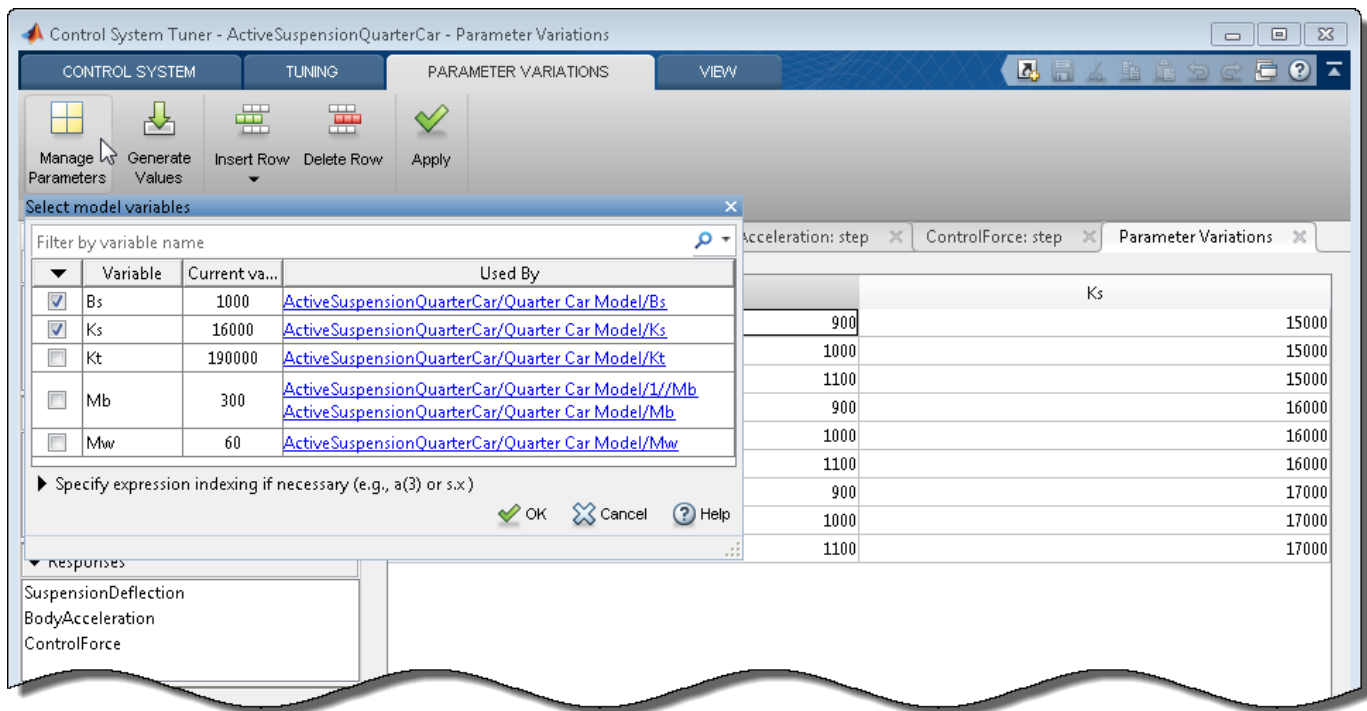 Control System Tuner - ActiveSuspensionQuarterCar - Parameter Variations
CONTROL SYSTEM TUNING PARAMETER VARIATIONS VIEW
Manage Parameters Generate Values Insert Row Delete Row Apply
Select model variables
Filter by variable name
Acceleration: step ControlForce: step Parameter Variations
Variable Current va... Used By
Bs 1000 ActiveSuspensionQuarterCar/Quarter Car Model/Bs
Ks 16000 ActiveSuspensionQuarterCar/Quarter Car Model/Ks
Kt 190000 ActiveSuspensionQuarterCar/Quarter Car Model/Kt
Mb 300 ActiveSuspensionQuarterCar/Quarter Car Model/1//Mb
ActiveSuspensionQuarterCar/Quarter Car Model/Mb
Mw 60 ActiveSuspensionQuarterCar/Quarter Car Model/Mw
Specify expression indexing if necessary (e.g., a(3) or s.x )
OK Cancel Help
Ks
900 15000
1000 15000
1100 15000
900 16000
1000 16000
1100 16000
900 17000
1000 17000
1100 17000
Responses
SuspensionDeflection
BodyAcceleration
ControlForce